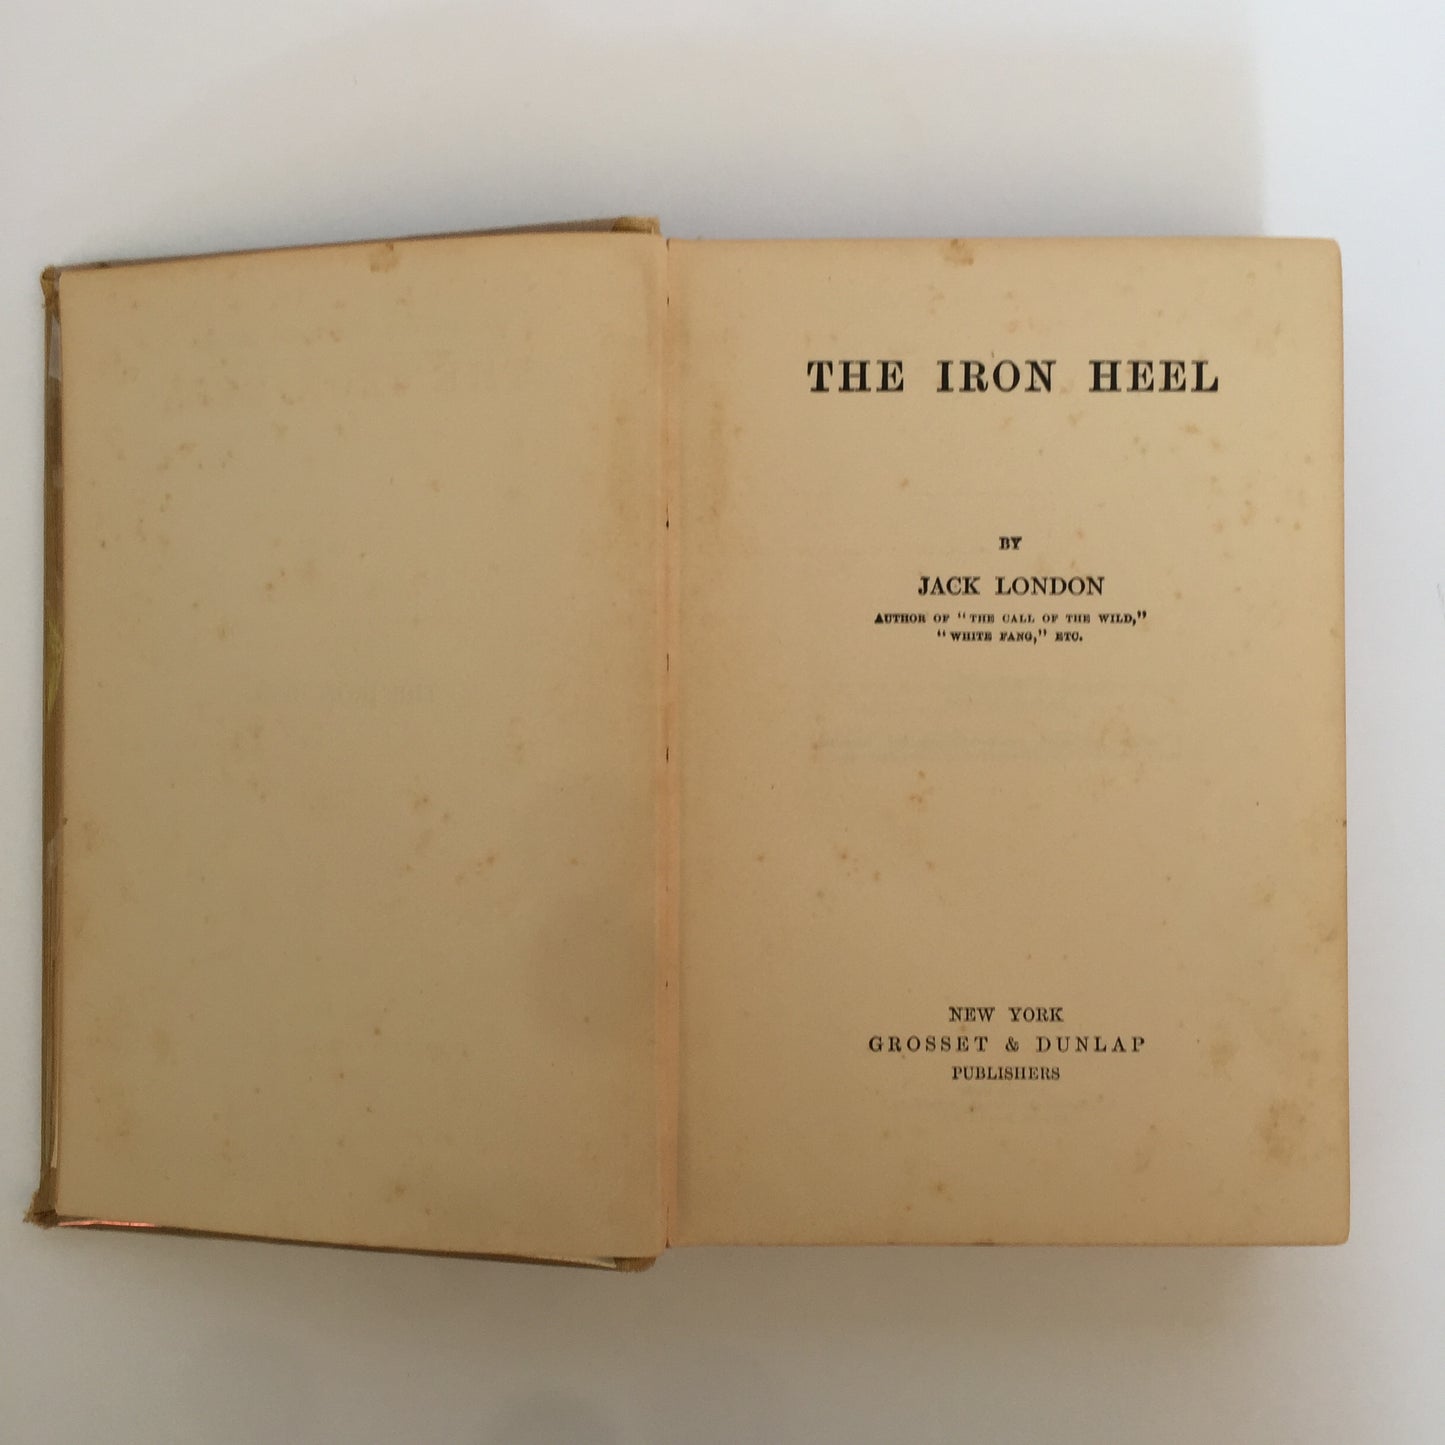 THE IRON HEEL
BY
JACK LONDON
AUTHOR OF “THE CALL OF THE WILD,”
“WHITE FANG,” ETC.
NEW YORK
GROSSET & DUNLAP
PUBLISHERS